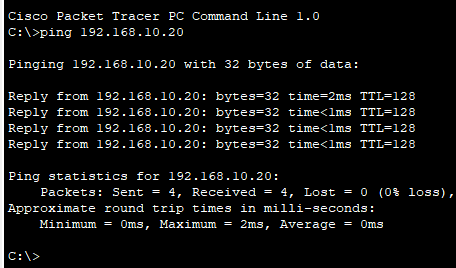 Cisco Packet Tracer PC Command Line 1.0
C:\>ping 192.168.10.20
Pinging 192.168.10.20 with 32 bytes of data:
Reply from 192.168.10.20: bytes=32 time=2ms TTL=128
Reply from 192.168.10.20: bytes=32 time<1ms TTL=128
Reply from 192.168.10.20: bytes=32 time<1ms TTL=128
Reply from 192.168.10.20: bytes=32 time<1ms TTL=128
Ping statistics for 192.168.10.20:
    Packets: Sent = 4, Received = 4, Lost = 0 (0% loss),
Approximate round trip times in milli-seconds:
    Minimum = 0ms, Maximum = 2ms, Average = 0ms
C:\>